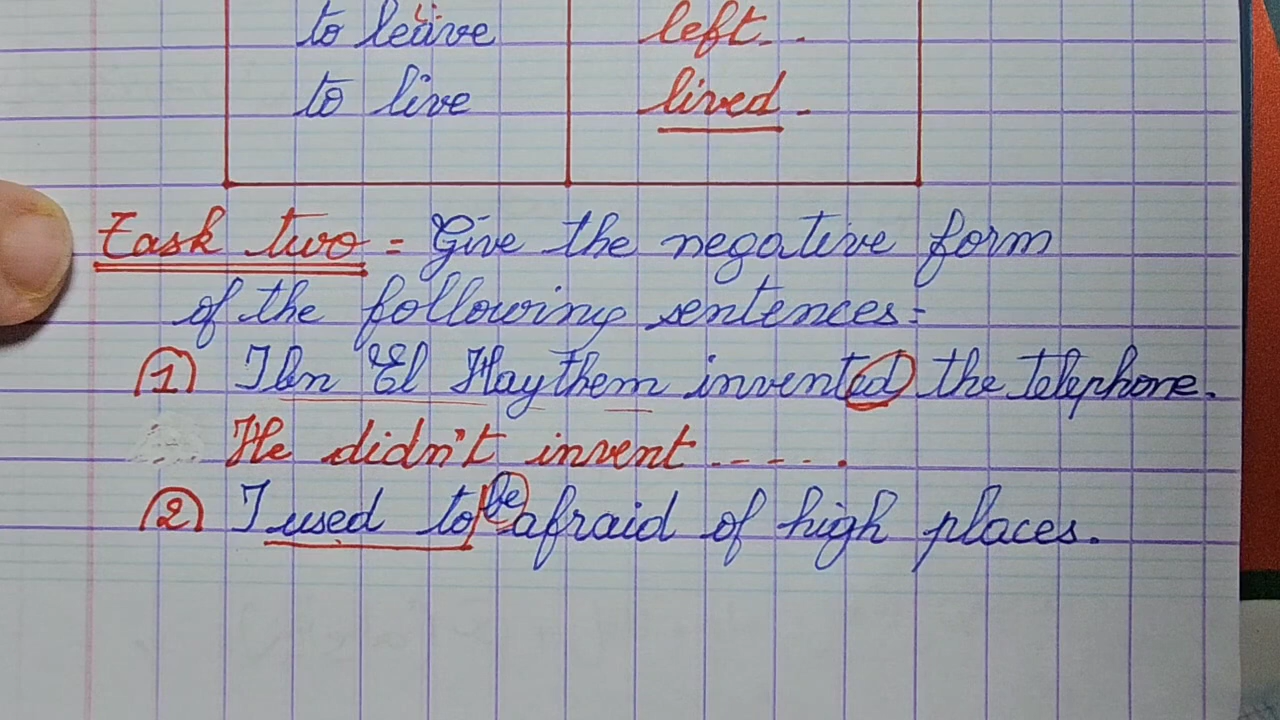 to leave left..
to live lived.
Task two = Give the negative form
of the following sentences:
(1) Ibn El Haythem invented the telephone.
He didn't invent ......
(2) I used to be afraid of high places.